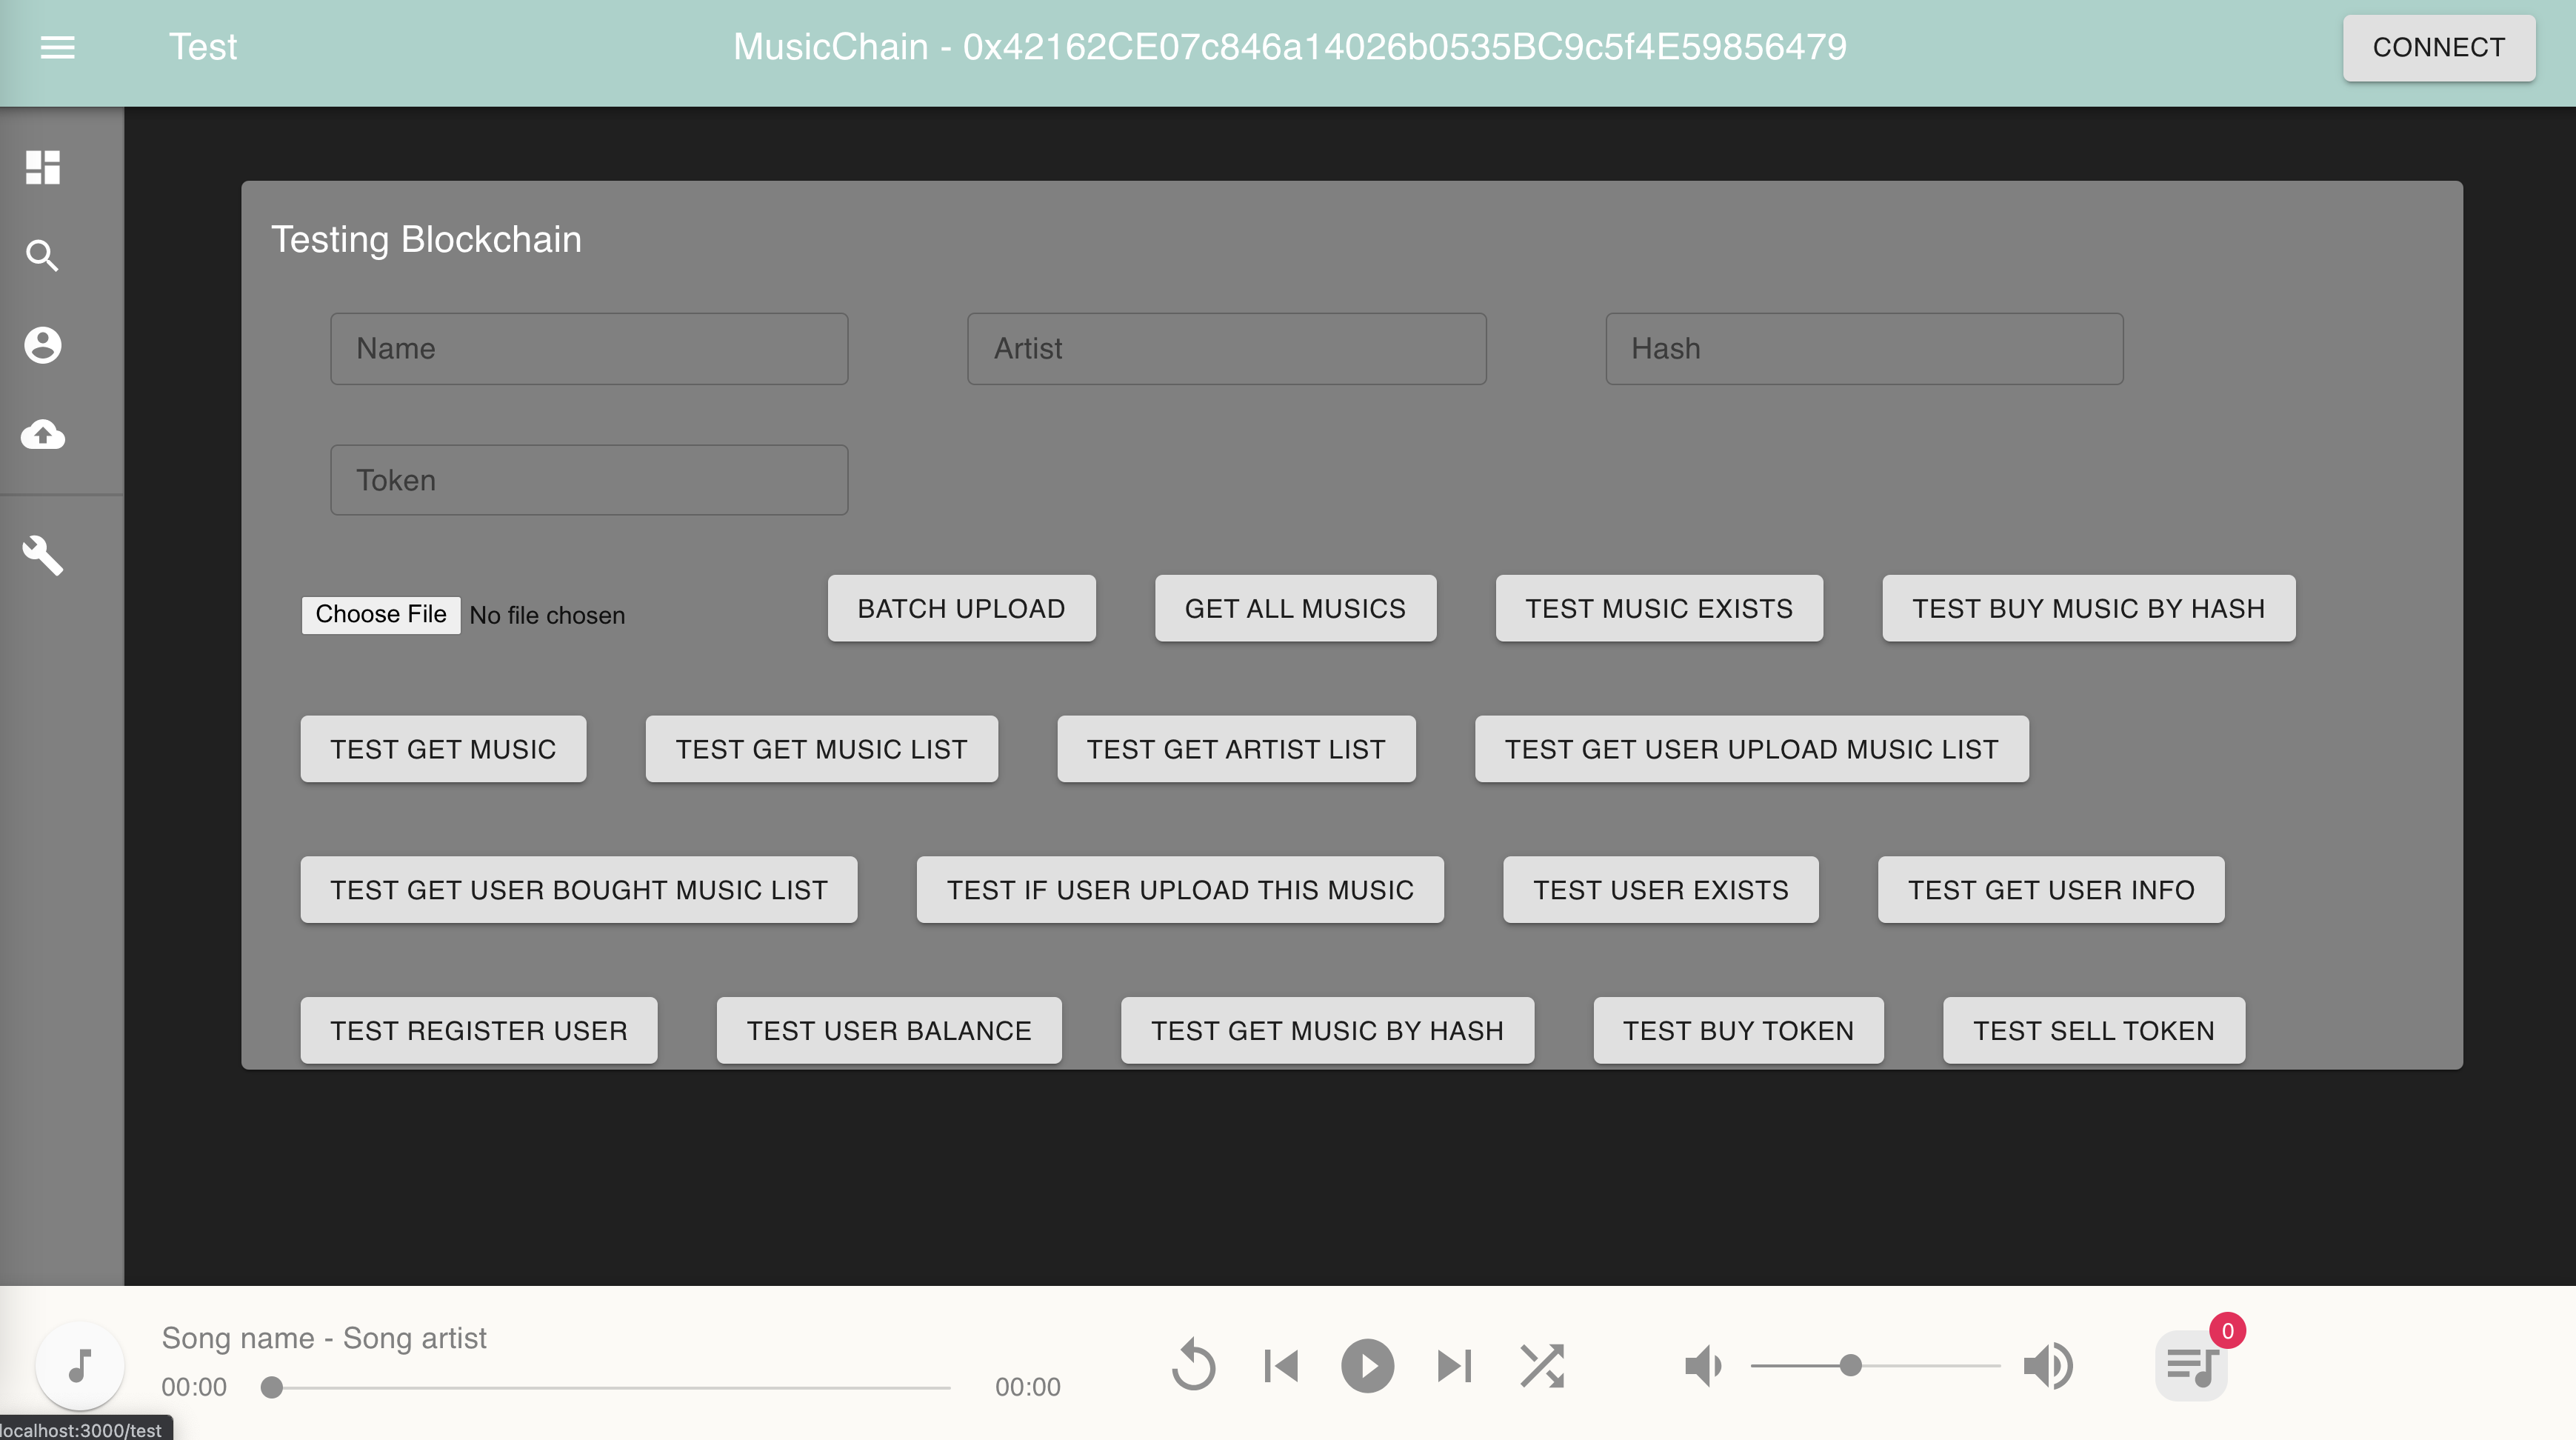 Test
MusicChain - 0x42162CE07c846a14026b0535BC9c5f4E59856479
CONNECT
Testing Blockchain
Name
Artist
Hash
Token
Choose File No file chosen
BATCH UPLOAD
GET ALL MUSICS
TEST MUSIC EXISTS
TEST BUY MUSIC BY HASH
TEST GET MUSIC
TEST GET MUSIC LIST
TEST GET ARTIST LIST
TEST GET USER UPLOAD MUSIC LIST
TEST GET USER BOUGHT MUSIC LIST
TEST IF USER UPLOAD THIS MUSIC
TEST USER EXISTS
TEST GET USER INFO
TEST REGISTER USER
TEST USER BALANCE
TEST GET MUSIC BY HASH
TEST BUY TOKEN
TEST SELL TOKEN
Song name - Song artist
00:00
00:00
0
localhost:3000/test